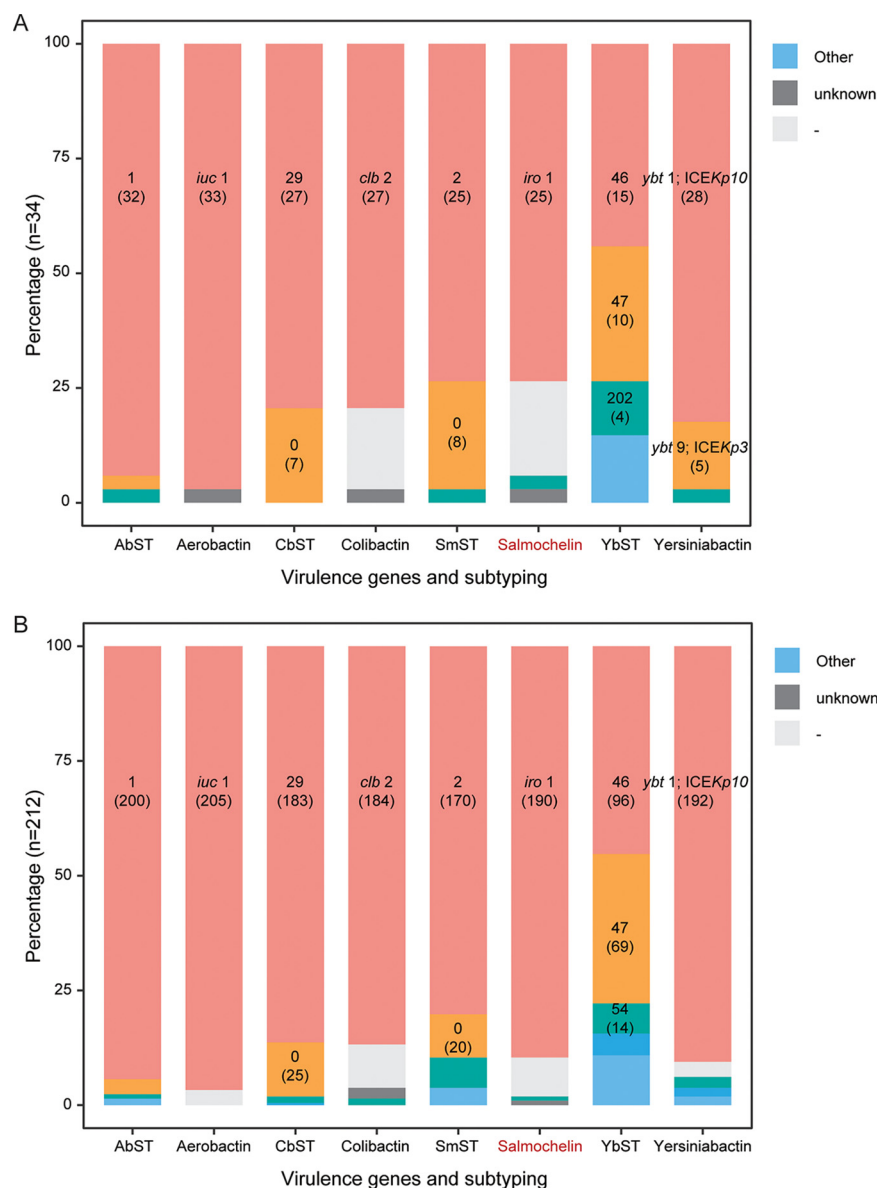 A
100
75
50
25
0
Percentage (n=34)
1
(32)
iuc 1
(33)
29
(27)
clb 2
(27)
2
(25)
iro 1
(25)
46
(15)
ybt 1; ICEKp10
(28)
47
(10)
202
(4)
0
(7)
0
(8)
ybt 9; ICEKp3
(5)
AbST Aerobactin CbST Colibactin SmST Salmochelin YbST Yersiniabactin
Virulence genes and subtyping
Other
unknown
-
B
100
75
50
25
0
Percentage (n=212)
1
(200)
iuc 1
(205)
29
(183)
clb 2
(184)
2
(170)
iro 1
(190)
46
(96)
ybt 1; ICEKp10
(192)
47
(69)
54
(14)
0
(25)
0
(20)
AbST Aerobactin CbST Colibactin SmST Salmochelin YbST Yersiniabactin
Virulence genes and subtyping
Other
unknown
-